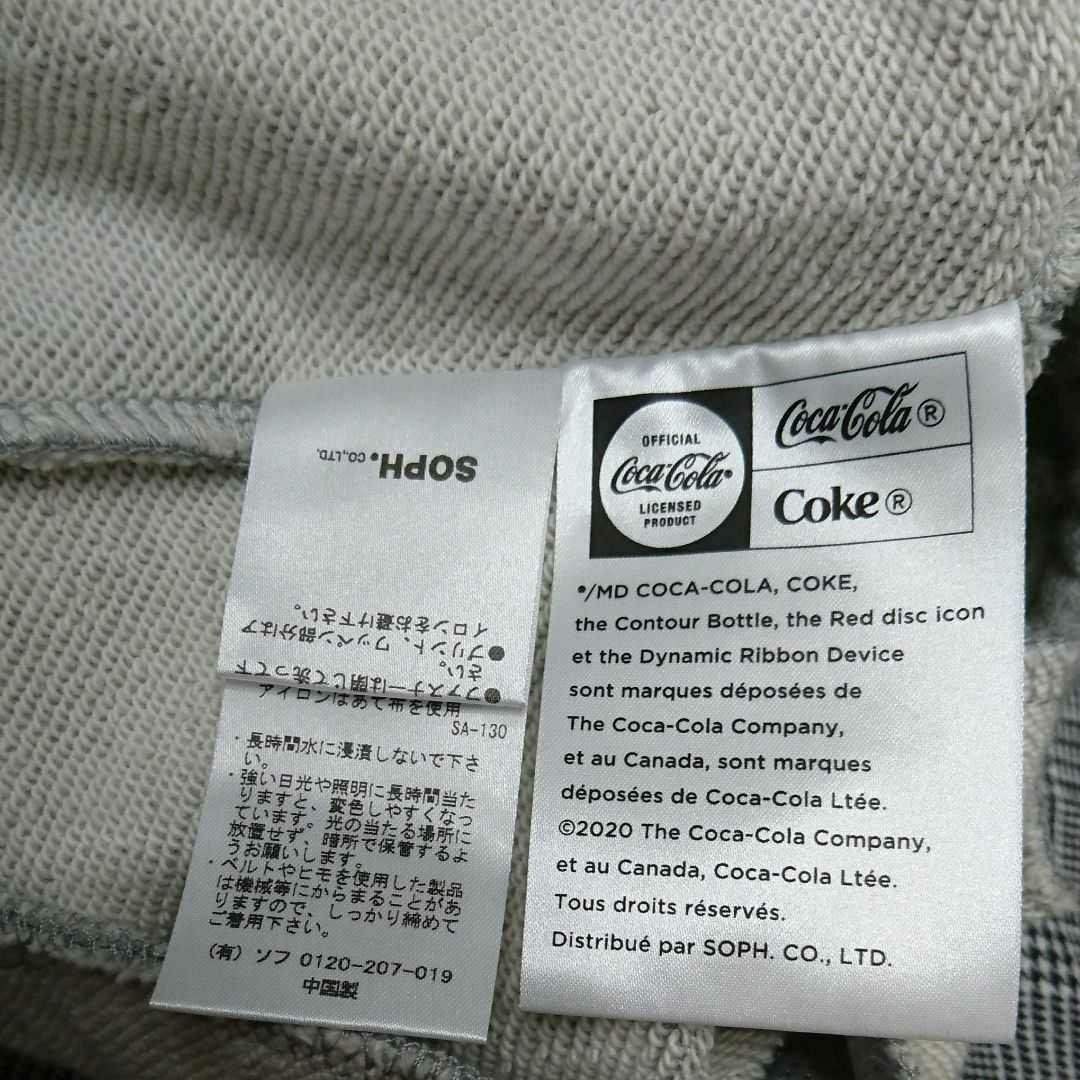 SOPH. CO.,LTD.
●ファスナーは閉じて洗って下
さい。
●プリント、ワッペン部分はア
イロンをお避け下さい。
アイロンはあて布を使用
SA-130
・長時間水に浸漬しないで下さ
い。
・強い日光や照明に長時間当た
りますと、変色しやすくなっ
ています。光の当たる場所に
放置せず、暗所で保管するよ
うお願いします。
・ベルトやヒモを使用した製品
は機械等にからまることがあ
りますので、しっかり締めて
ご着用下さい。
(有) ソフ 0120-207-019
中国製
OFFICIAL
Coca-Cola®
LICENSED
PRODUCT
Coca-Cola®
Coke®
®/MD COCA-COLA, COKE,
the Contour Bottle, the Red disc icon
et the Dynamic Ribbon Device
sont marques déposées de
The Coca-Cola Company,
et au Canada, sont marques
déposées de Coca-Cola Ltée.
©2020 The Coca-Cola Company,
et au Canada, Coca-Cola Ltée.
Tous droits réservés.
Distribué par SOPH. CO., LTD.